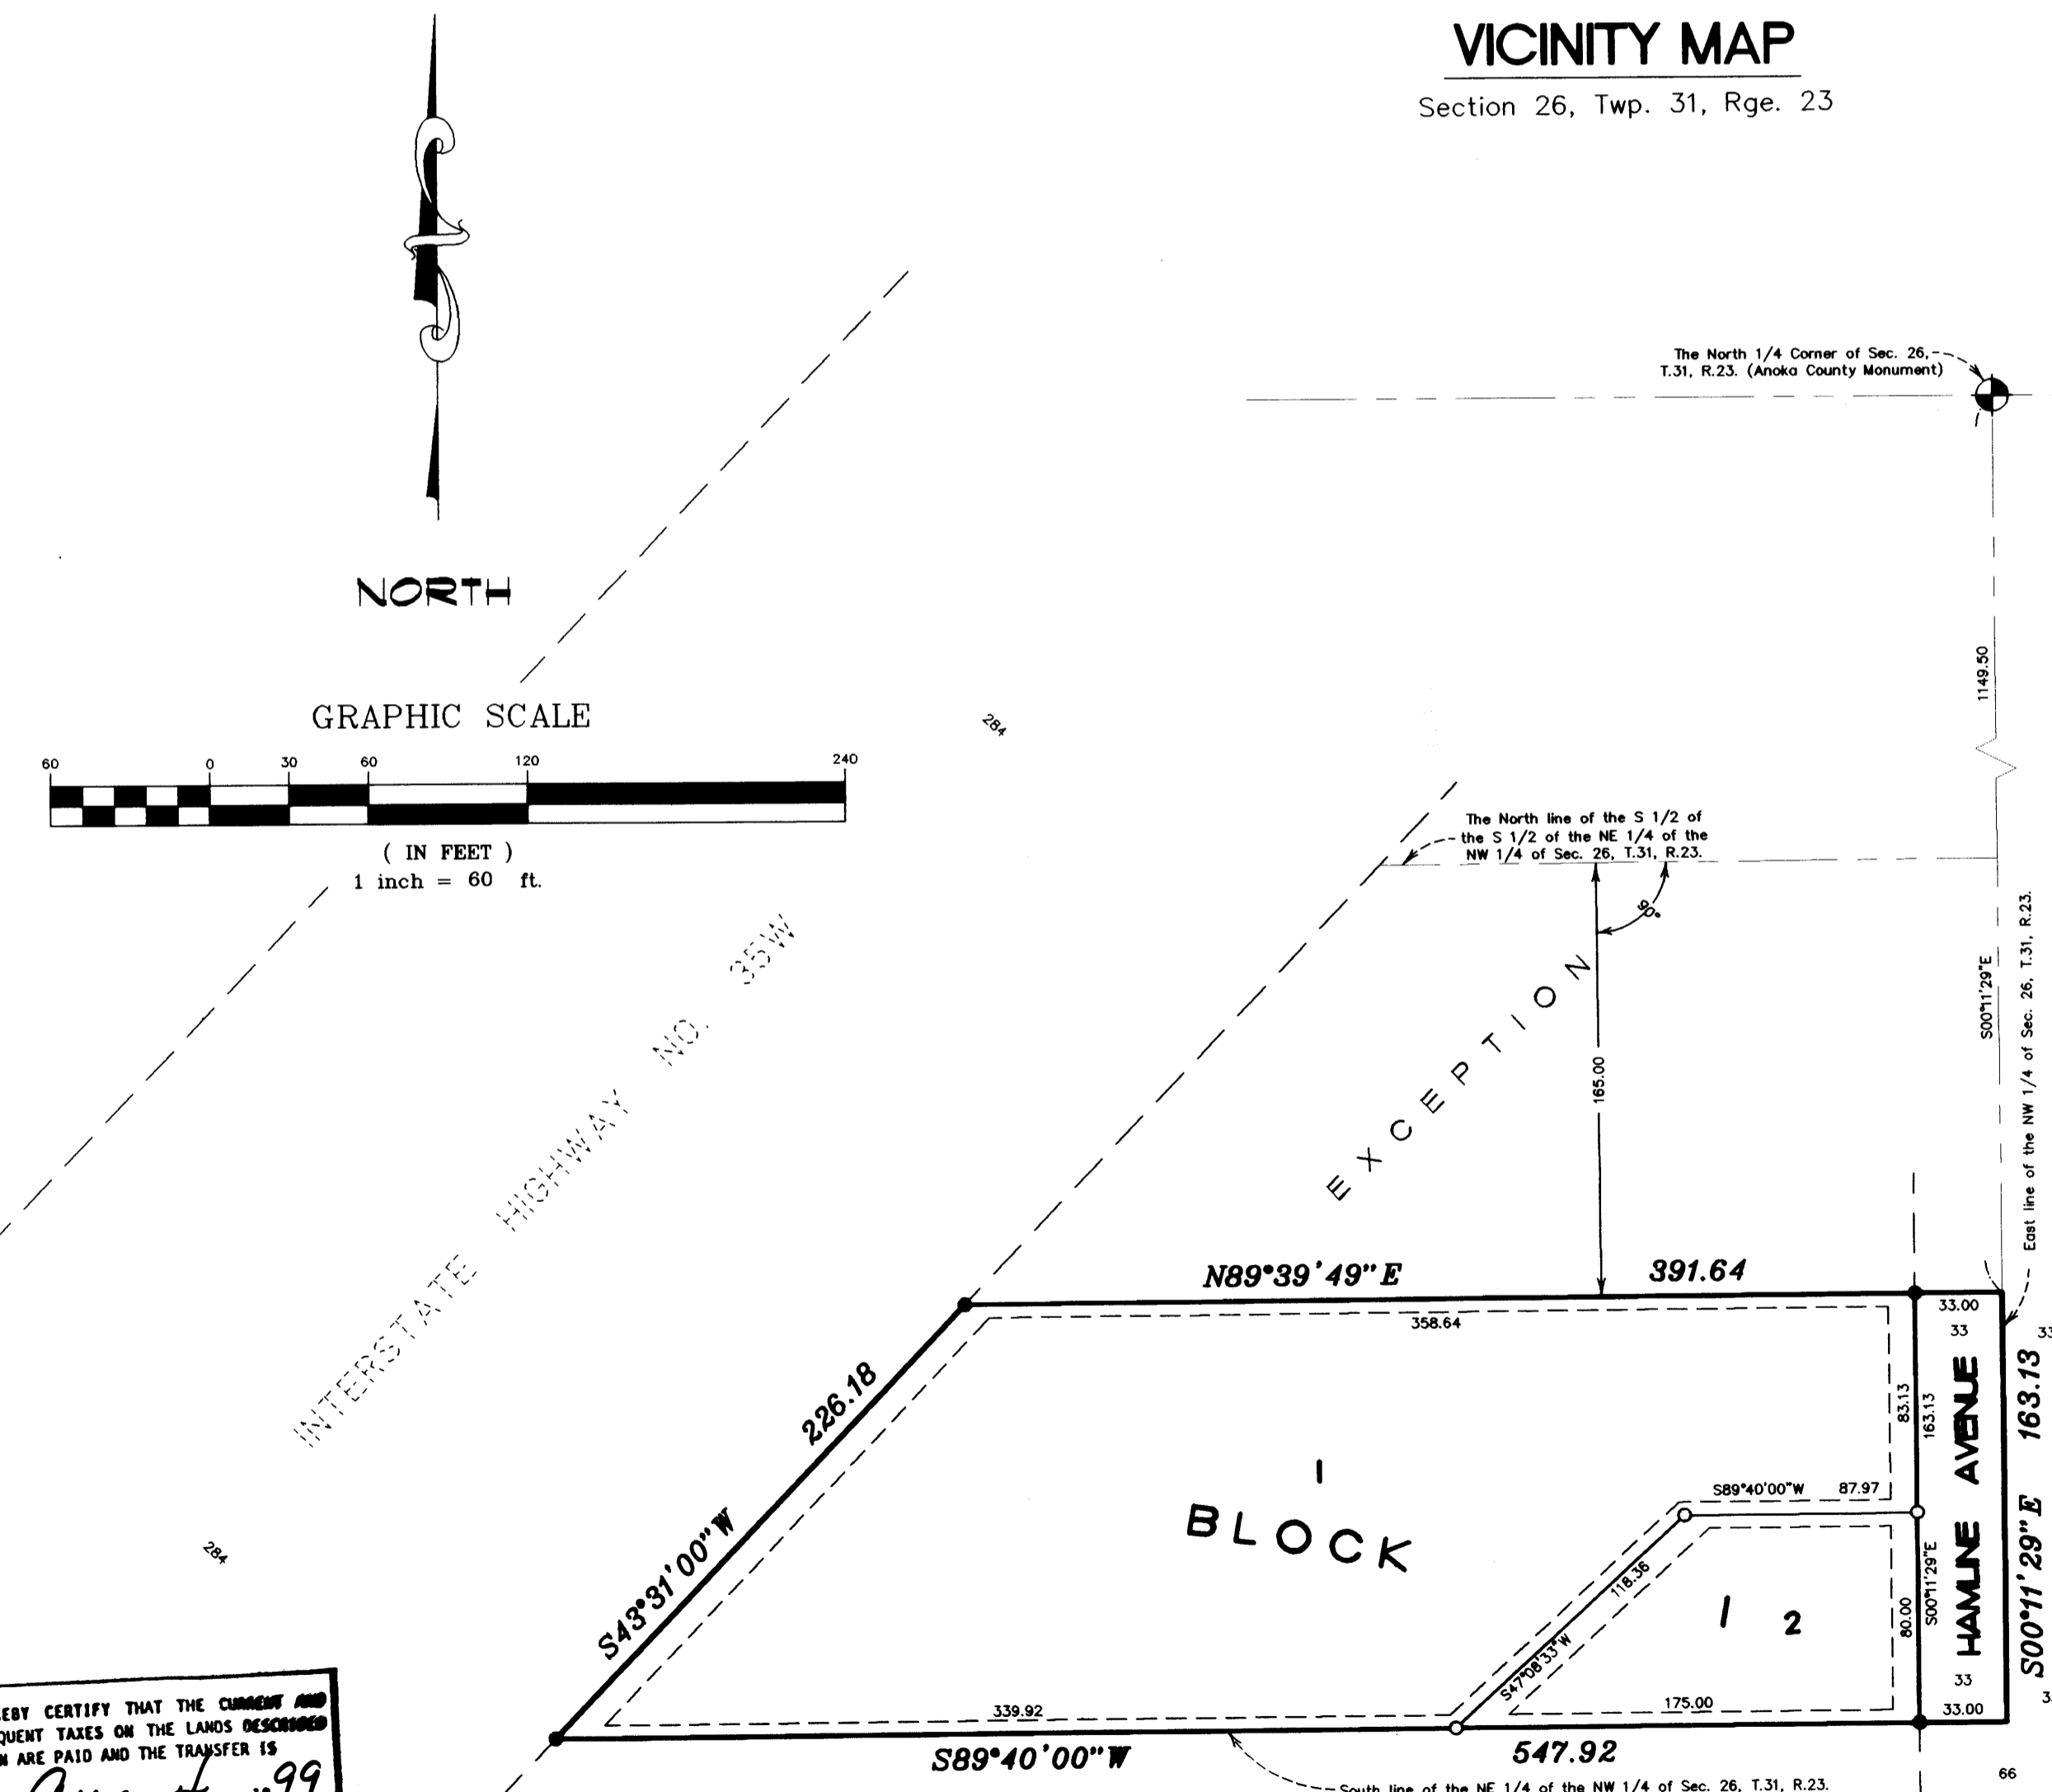 VICINITY MAP
Section 26, Twp. 31, Rge. 23
The North 1/4 Corner of Sec. 26,
T.31, R.23. (Anoka County Monument)
NORTH
1149.50
GRAPHIC SCALE
60 0 30 60 120 240
( IN FEET )
1 inch = 60 ft.
284
The North line of the S 1/2 of
the S 1/2 of the NE 1/4 of the
NW 1/4 of Sec. 26, T.31, R.23.
90°
165.00
EXCEPTION
S00°11'29"E
East line of the NW 1/4 of Sec. 26, T.31, R.23.
INTERSTATE HIGHWAY NO. 35W
N89°39'49"E 391.64
358.64
33.00
33
33
226.18
S43°31'00"W
83.13
163.13
HAMLINE AVENUE
S00°11'29"E 163.13
1
BLOCK
S89°40'00"W 87.97
118.36
S47°08'33"W
1 2
80.00
S00°11'29"E
284
339.92
175.00
33
33.00
S89°40'00"W
547.92
South line of the NE 1/4 of the NW 1/4 of Sec. 26, T.31, R.23.
66
EBY CERTIFY THAT THE CURRENT AND
QUENT TAXES ON THE LANDS DESCRIBED
N ARE PAID AND THE TRANSFER IS
99